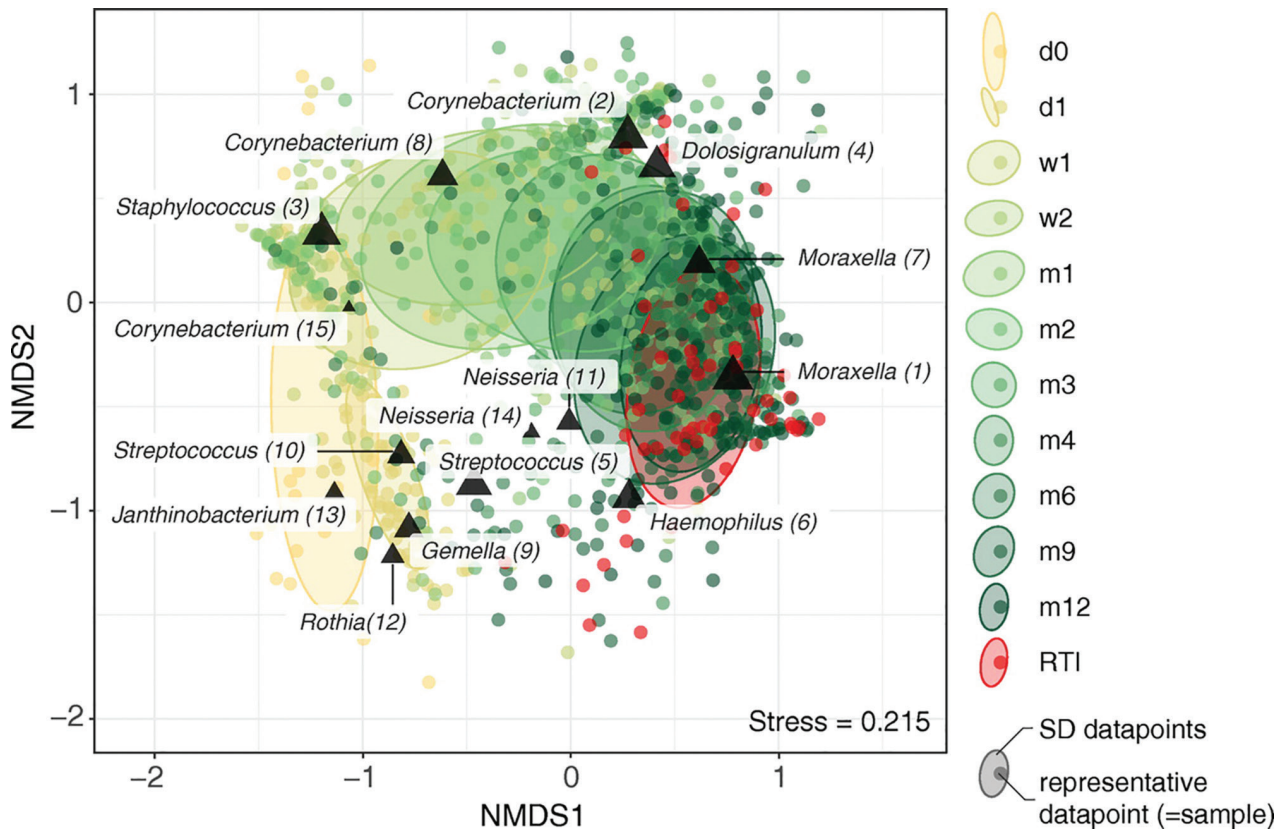 NMDS2
1
0
−1
−2
Corynebacterium (2)
Corynebacterium (8)
Dolosigranulum (4)
Staphylococcus (3)
Moraxella (7)
Corynebacterium (15)
Neisseria (11)
Moraxella (1)
Neisseria (14)
Streptococcus (10)
Streptococcus (5)
Janthinobacterium (13)
Haemophilus (6)
Gemella (9)
Rothia(12)
Stress = 0.215
−2
−1
0
1
NMDS1
d0
d1
w1
w2
m1
m2
m3
m4
m6
m9
m12
RTI
SD datapoints
representative
datapoint (=sample)